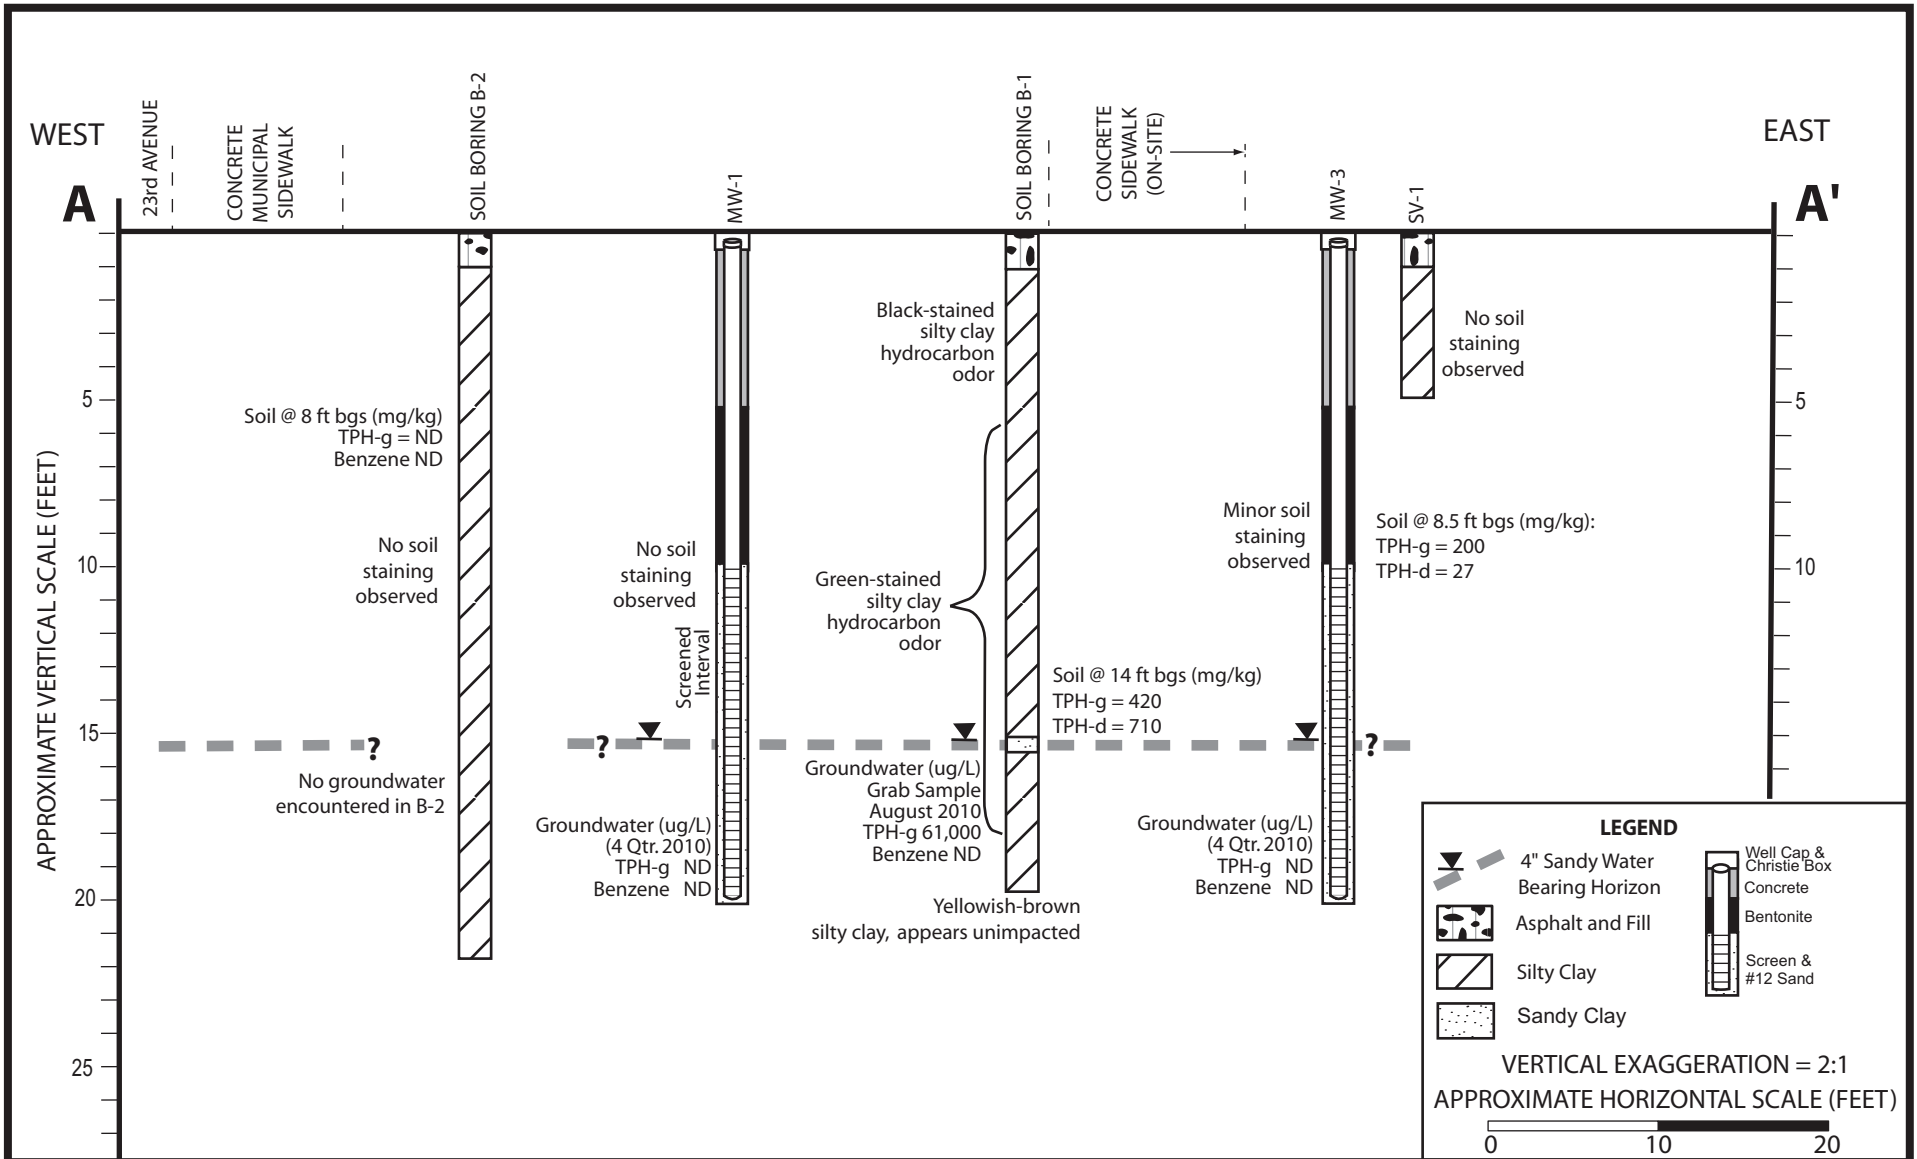 WEST
EAST
A
A'
23rd AVENUE
CONCRETE
MUNICIPAL
SIDEWALK
SOIL BORING B-2
MW-1
SOIL BORING B-1
CONCRETE
SIDEWALK
(ON-SITE)
MW-3
SV-1
APPROXIMATE VERTICAL SCALE (FEET)
5
10
15
20
25
5
10
Soil @ 8 ft bgs (mg/kg)
TPH-g = ND
Benzene ND
No soil
staining
observed
?
No groundwater
encountered in B-2
No soil
staining
observed
Screened
Interval
?
Groundwater (ug/L)
(4 Qtr. 2010)
TPH-g ND
Benzene ND
Black-stained
silty clay
hydrocarbon
odor
Green-stained
silty clay
hydrocarbon
odor
Soil @ 14 ft bgs (mg/kg)
TPH-g = 420
TPH-d = 710
Groundwater (ug/L)
Grab Sample
August 2010
TPH-g 61,000
Benzene ND
Yellowish-brown
silty clay, appears unimpacted
Minor soil
staining
observed
Soil @ 8.5 ft bgs (mg/kg):
TPH-g = 200
TPH-d = 27
?
Groundwater (ug/L)
(4 Qtr. 2010)
TPH-g ND
Benzene ND
No soil
staining
observed
LEGEND
4" Sandy Water
Bearing Horizon
Asphalt and Fill
Silty Clay
Sandy Clay
Well Cap &
Christie Box
Concrete
Bentonite
Screen &
#12 Sand
VERTICAL EXAGGERATION = 2:1
APPROXIMATE HORIZONTAL SCALE (FEET)
0 10 20